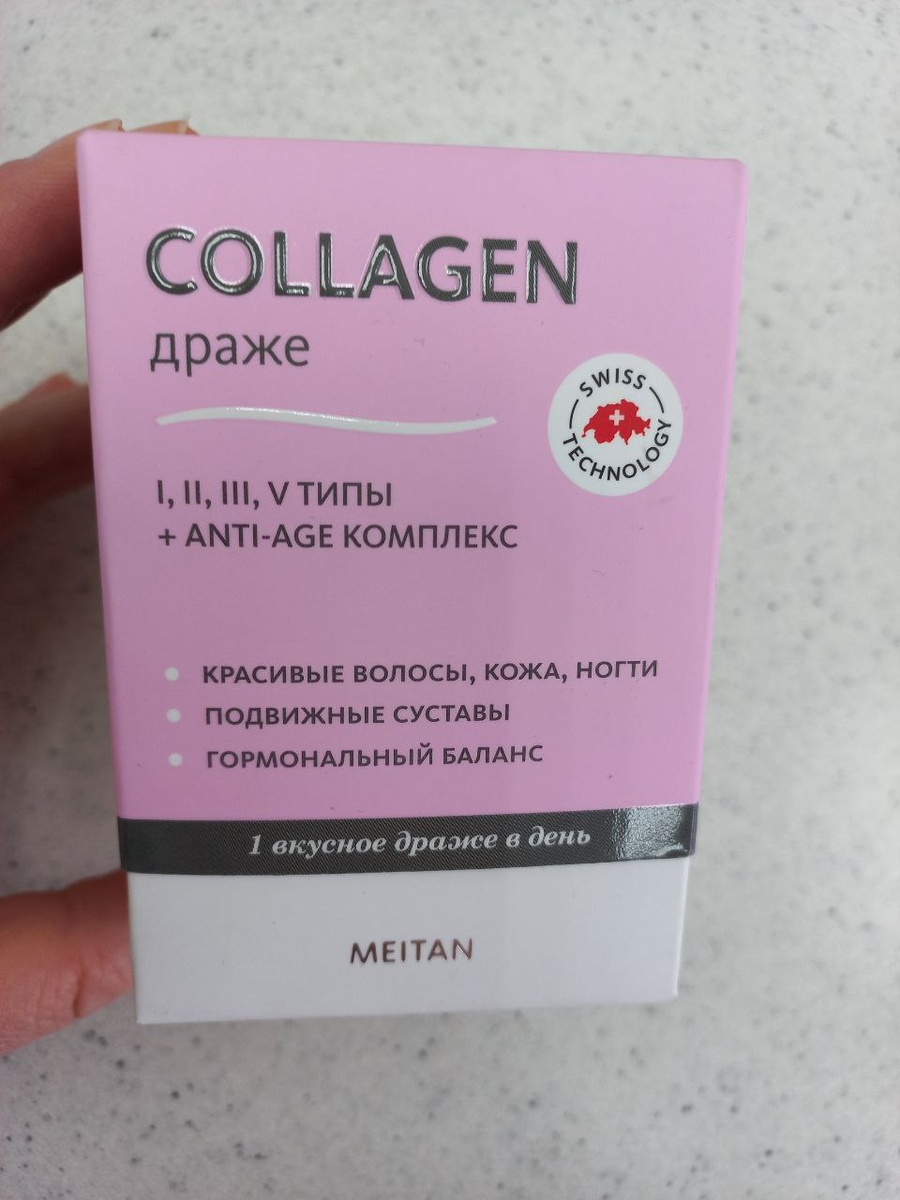 COLLAGEN
драже
SWISS
TECHNOLOGY
I, II, III, V ТИПЫ
+ ANTI-AGE КОМПЛЕКС
КРАСИВЫЕ ВОЛОСЫ, КОЖА, НОГТИ
ПОДВИЖНЫЕ СУСТАВЫ
ГОРМОНАЛЬНЫЙ БАЛАНС
1 вкусное драже в день
MEITAN